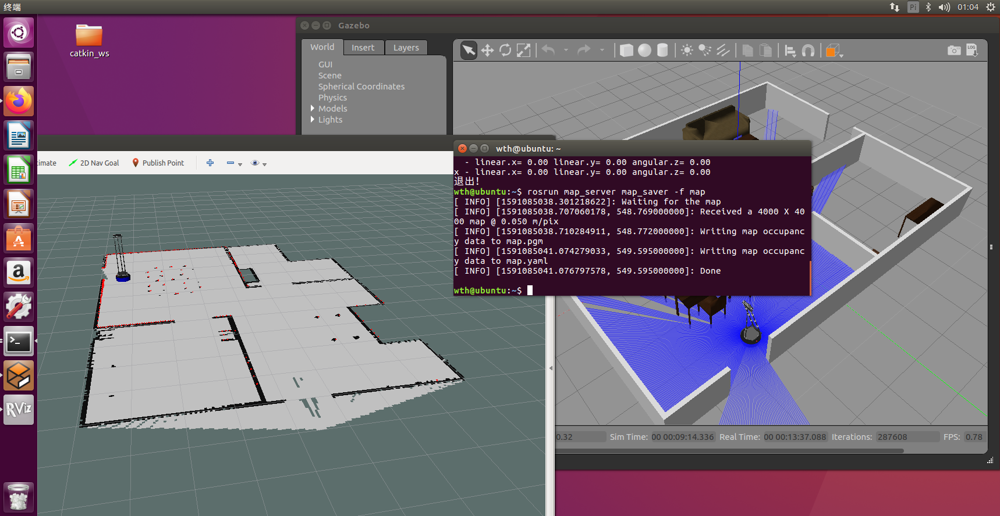 终端
Pi
01:04
catkin_ws
Gazebo
World
Insert
Layers
LOG
GUI
Scene
Spherical Coordinates
Physics
Models
Lights
imate
2D Nav Goal
Publish Point
wth@ubuntu: ~
- linear.x= 0.00 linear.y= 0.00 angular.z= 0.00
x - linear.x= 0.00 linear.y= 0.00 angular.z= 0.00
退出!
wth@ubuntu:~$ rosrun map_server map_saver -f map
[ INFO] [1591085038.301218622]: Waiting for the map
[ INFO] [1591085038.707060178, 548.769000000]: Received a 4000 X 40
00 map @ 0.050 m/pix
[ INFO] [1591085038.710284911, 548.772000000]: Writing map occupanc
y data to map.pgm
[ INFO] [1591085041.074279033, 549.595000000]: Writing map occupanc
y data to map.yaml
[ INFO] [1591085041.076797578, 549.595000000]: Done
wth@ubuntu:~$
0.32 Sim Time: 00 00:09:14.336 Real Time: 00 00:13:37.088 Iterations: 287608 FPS: 0.78
a
>_
RViz